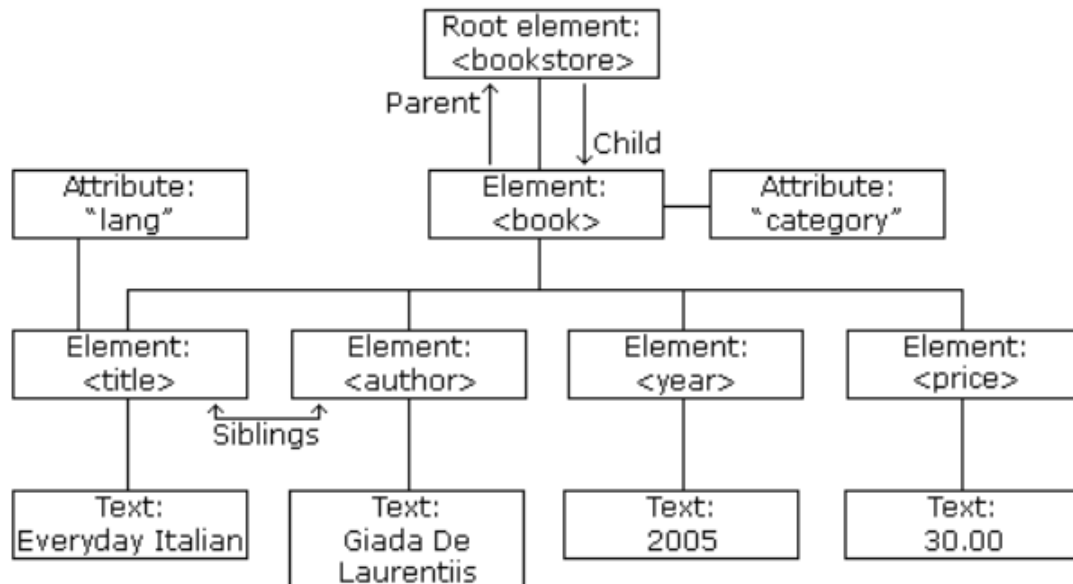 Root element:
<bookstore>
Parent
Child
Attribute:
"lang"
Element:
<book>
Attribute:
"category"
Element:
<title>
Element:
<author>
Element:
<year>
Element:
<price>
Siblings
Text:
Everyday Italian
Text:
Giada De
Laurentiis
Text:
2005
Text:
30.00